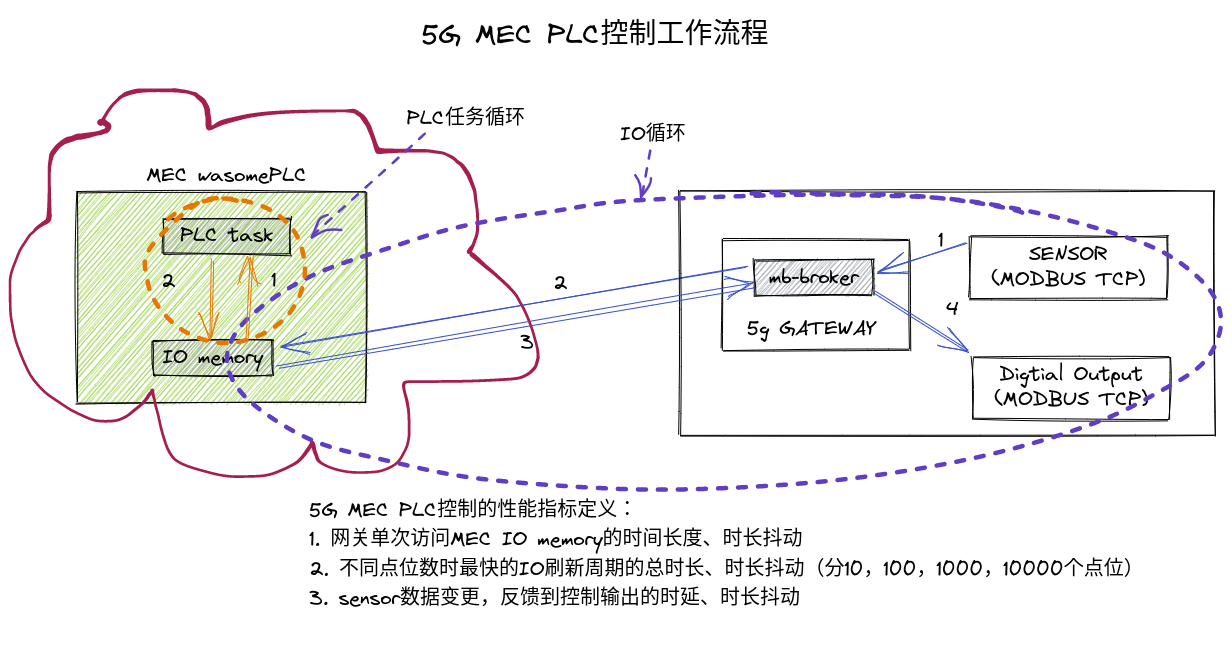 5G MEC PLC控制工作流程
PLC任务循环
IO循环
MEC wasomePLC
PLC task
2
1
IO memory
2
3
mb-broker
5g GATEWAY
1
4
SENSOR
(MODBUS TCP)
Digtial Output
(MODBUS TCP)
5G MEC PLC控制的性能指标定义：
1. 网关单次访问MEC IO memory的时间长度、时长抖动
2. 不同点位数时最快的IO刷新周期的总时长、时长抖动（分10，100，1000，10000个点位）
3. sensor数据变更，反馈到控制输出的时延、时长抖动